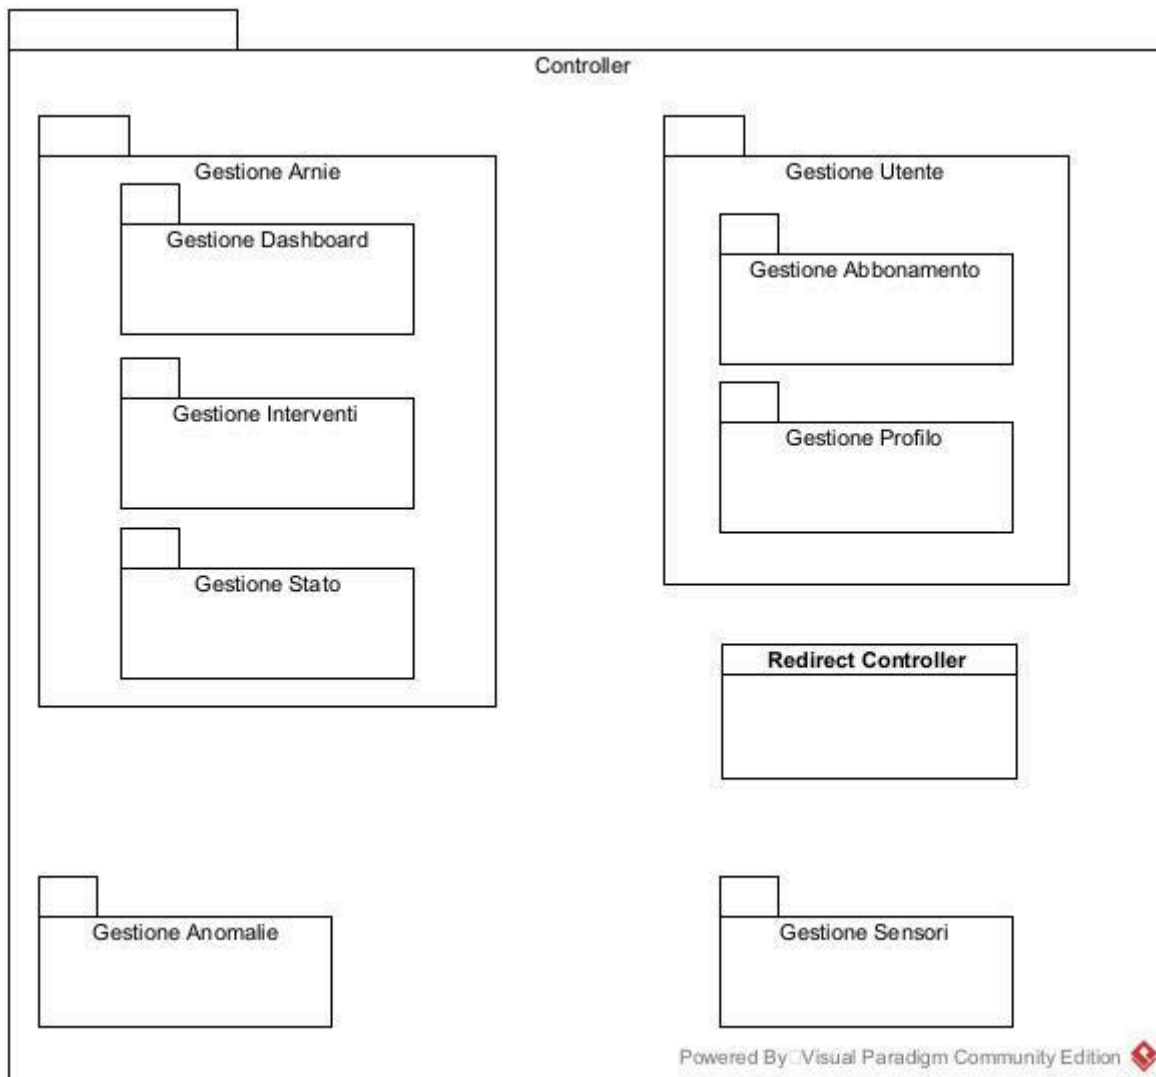 Controller
Gestione Arnie
Gestione Dashboard
Gestione Interventi
Gestione Stato
Gestione Utente
Gestione Abbonamento
Gestione Profilo
Redirect Controller
Gestione Anomalie
Gestione Sensori
Powered By Visual Paradigm Community Edition